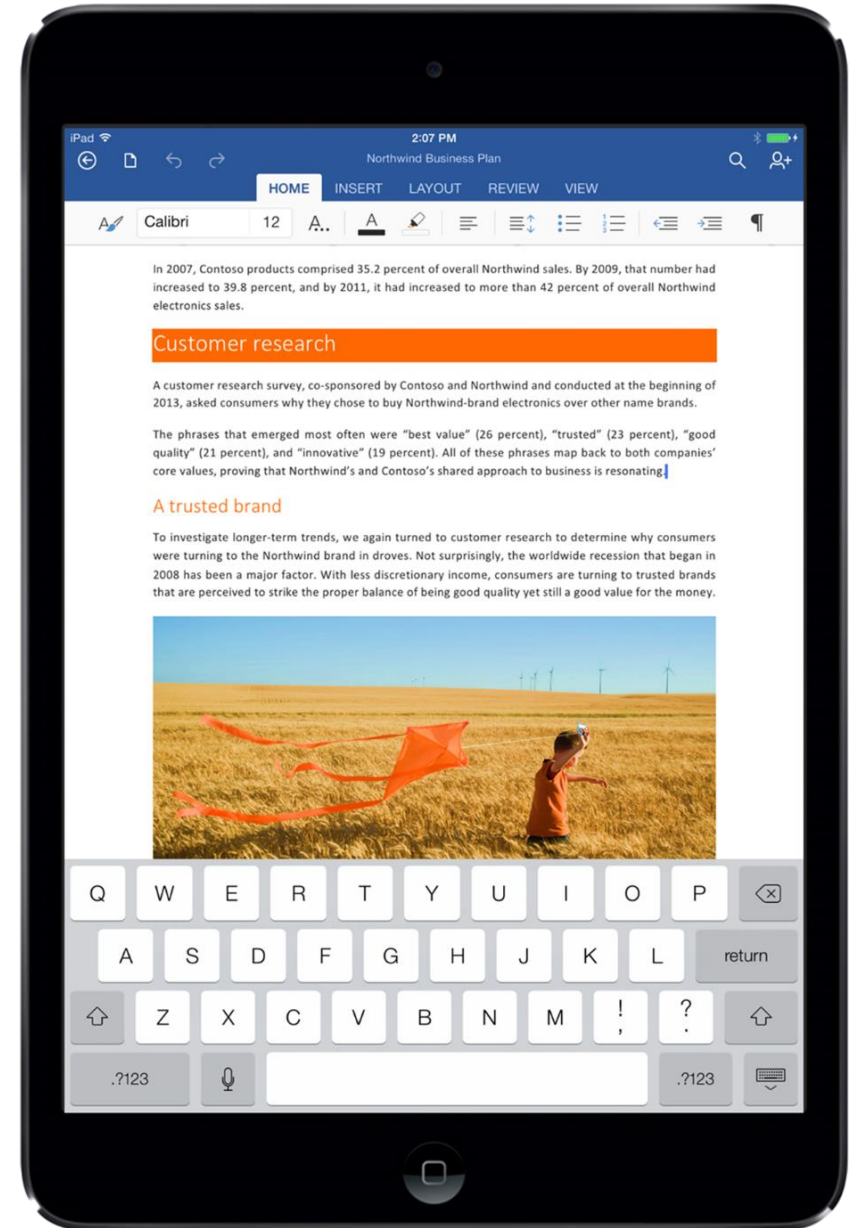 iPad
2:07 PM
Northwind Business Plan
HOME INSERT LAYOUT REVIEW VIEW
Calibri 12 A.. A
In 2007, Contoso products comprised 35.2 percent of overall Northwind sales. By 2009, that number had
increased to 39.8 percent, and by 2011, it had increased to more than 42 percent of overall Northwind
electronics sales.
Customer research
A customer research survey, co-sponsored by Contoso and Northwind and conducted at the beginning of
2013, asked consumers why they chose to buy Northwind-brand electronics over other name brands.
The phrases that emerged most often were “best value” (26 percent), “trusted” (23 percent), “good
quality” (21 percent), and “innovative” (19 percent). All of these phrases map back to both companies’
core values, proving that Northwind’s and Contoso’s shared approach to business is resonating.
A trusted brand
To investigate longer-term trends, we again turned to customer research to determine why consumers
were turning to the Northwind brand in droves. Not surprisingly, the worldwide recession that began in
2008 has been a major factor. With less discretionary income, consumers are turning to trusted brands
that are perceived to strike the proper balance of being good quality yet still a good value for the money.
Q W E R T Y U I O P
A S D F G H J K L return
Z X C V B N M ! , ? .
.?123 .?123